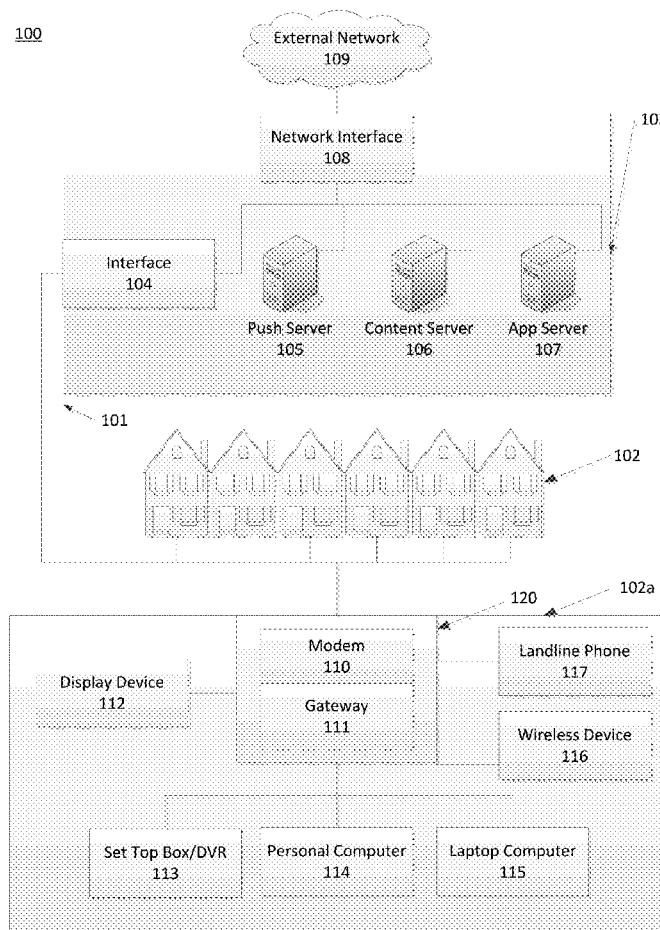 100
External Network
109
Network Interface
108
Interface
104
Push Server
105
Content Server
106
App Server
107
101
102
102a
120
Modem
110
Gateway
111
Display Device
112
Landline Phone
117
Wireless Device
116
Set Top Box/DVR
113
Personal Computer
114
Laptop Computer
115